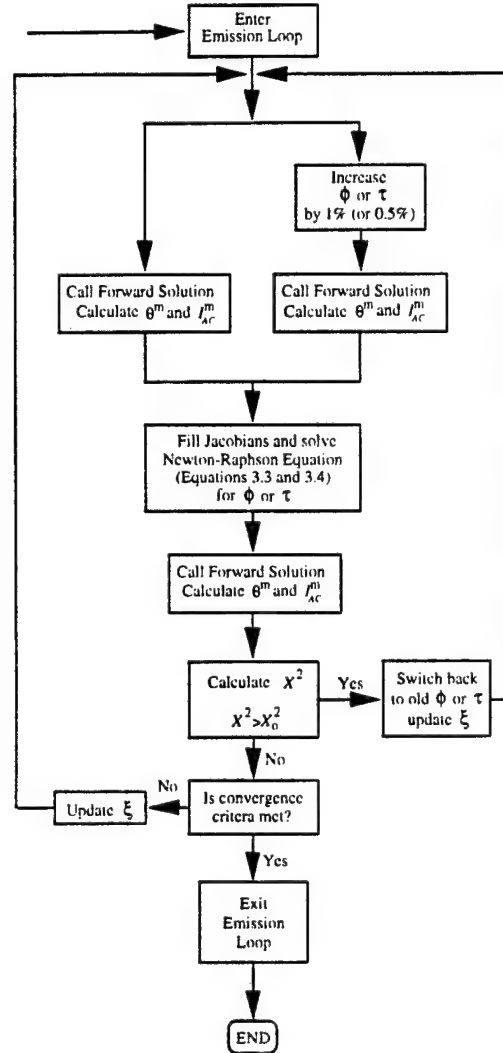 Enter
Emission Loop
Increase
ϕ or τ
by 1% (or 0.5%)
Call Forward Solution
Calculate θ^m and I_AC^m
Call Forward Solution
Calculate θ^m and I_AC^m
Fill Jacobians and solve
Newton-Raphson Equation
(Equations 3.3 and 3.4)
for ϕ or τ
Call Forward Solution
Calculate θ^m and I_AC^m
Calculate X^2
X^2>X_o^2
Yes
Switch back
to old ϕ or τ
update ξ
No
Is convergence
critera met?
No
Update ξ
Yes
Exit
Emission
Loop
END